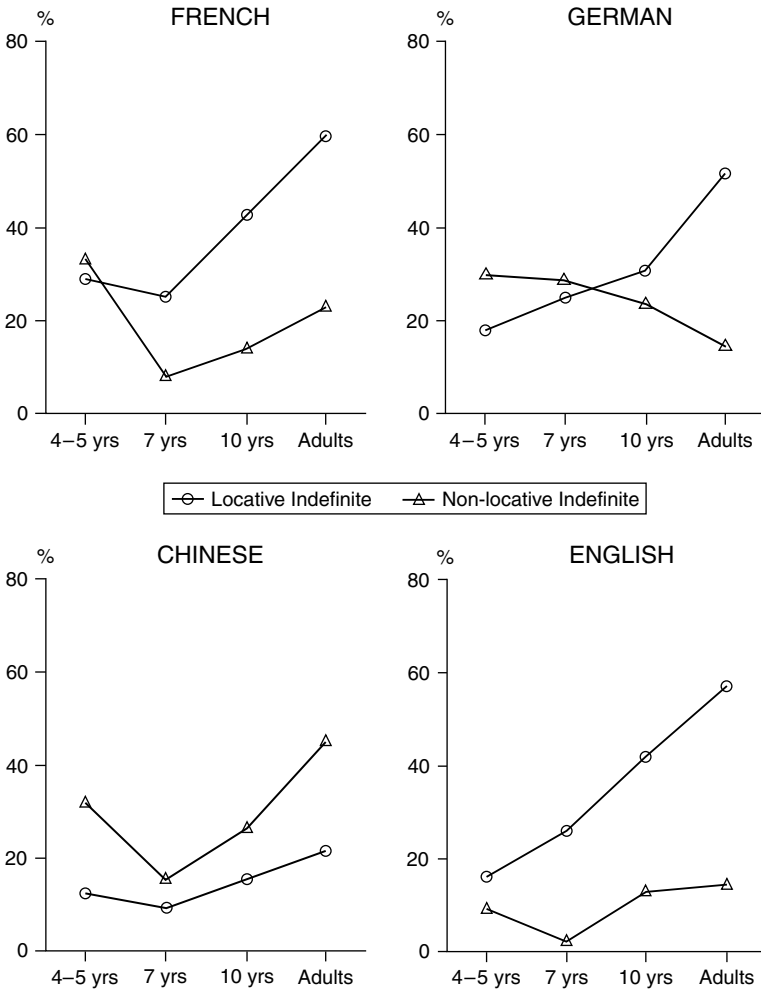 % FRENCH
80
60
40
20
0
4–5 yrs 7 yrs 10 yrs Adults
% GERMAN
80
60
40
20
0
4–5 yrs 7 yrs 10 yrs Adults
Locative Indefinite Non-locative Indefinite
% CHINESE
80
60
40
20
0
4–5 yrs 7 yrs 10 yrs Adults
% ENGLISH
80
60
40
20
0
4–5 yrs 7 yrs 10 yrs Adults